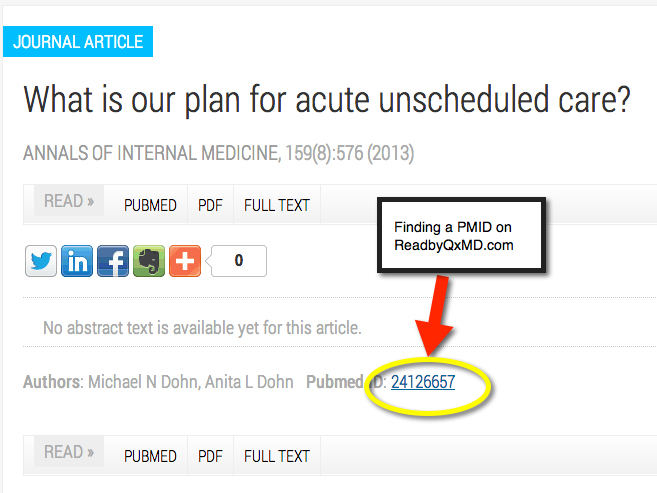 JOURNAL ARTICLE
What is our plan for acute unscheduled care?
ANNALS OF INTERNAL MEDICINE, 159(8):576 (2013)
READ » PUBMED PDF FULL TEXT
Finding a PMID on
ReadbyQxMD.com
in f 0
No abstract text is available yet for this article.
Authors: Michael N Dohn, Anita L Dohn Pubmed ID: 24126657
READ » PUBMED PDF FULL TEXT